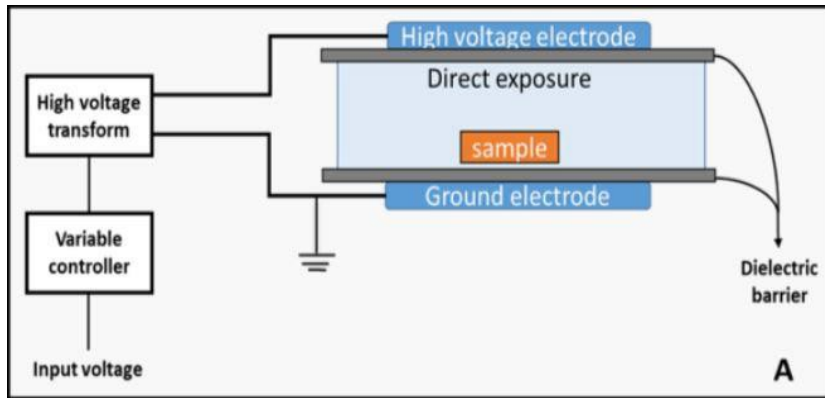 High voltage electrode
Direct exposure
High voltage
transform
sample
Ground electrode
Variable
controller
Dielectric
barrier
Input voltage
A